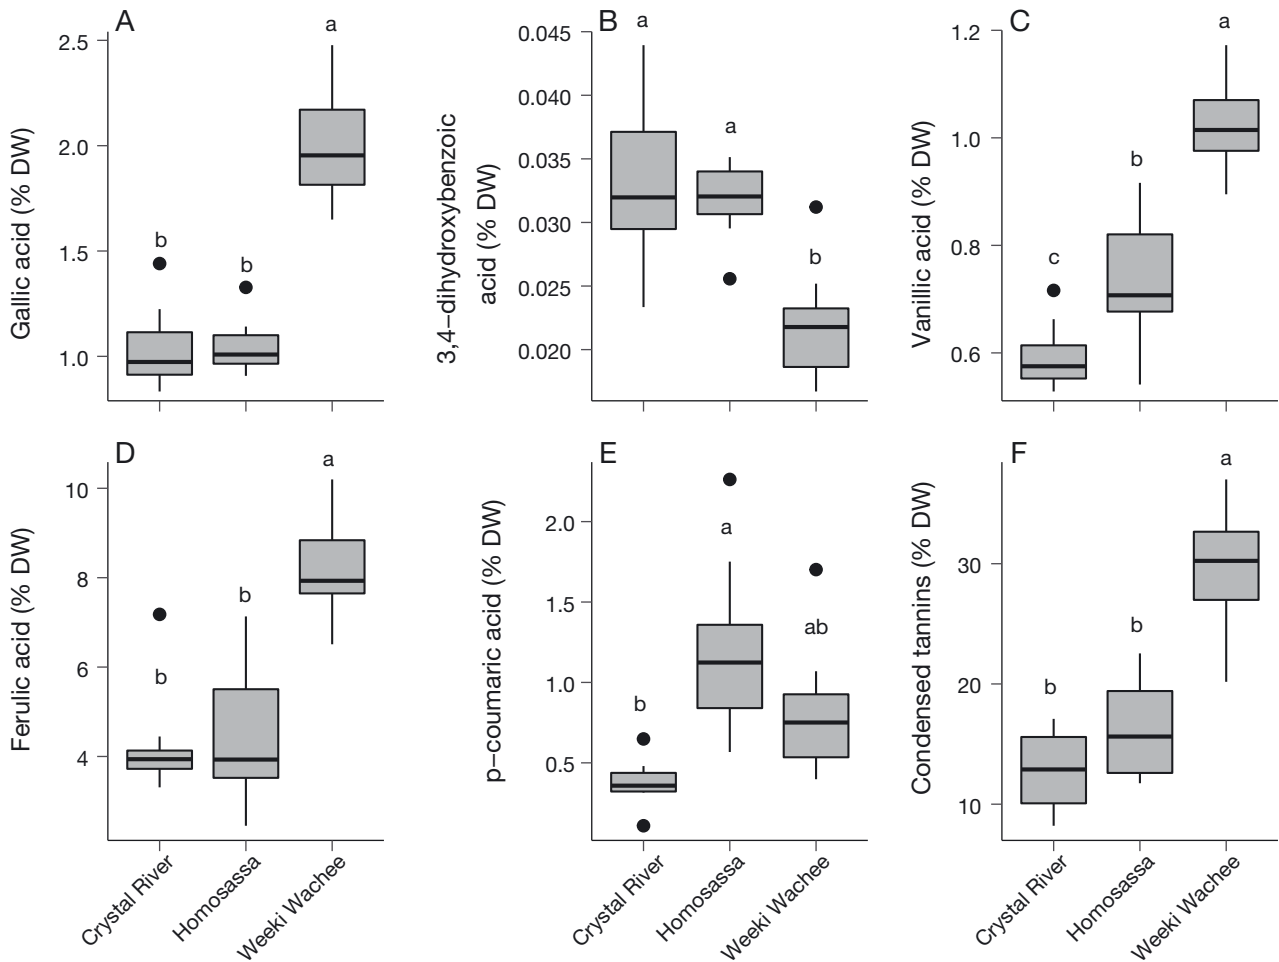 A
Gallic acid (% DW)
2.5
2.0
1.5
1.0
b
b
a
B
3,4−dihydroxybenzoic
acid (% DW)
0.045
0.040
0.035
0.030
0.025
0.020
a
a
b
C
Vanillic acid (% DW)
1.2
1.0
0.8
0.6
c
b
a
D
Ferulic acid (% DW)
10
8
6
4
b
b
a
Crystal River
Homosassa
Weeki Wachee
E
p−coumaric acid (% DW)
2.0
1.5
1.0
0.5
b
a
ab
Crystal River
Homosassa
Weeki Wachee
F
Condensed tannins (% DW)
30
20
10
b
b
a
Crystal River
Homosassa
Weeki Wachee